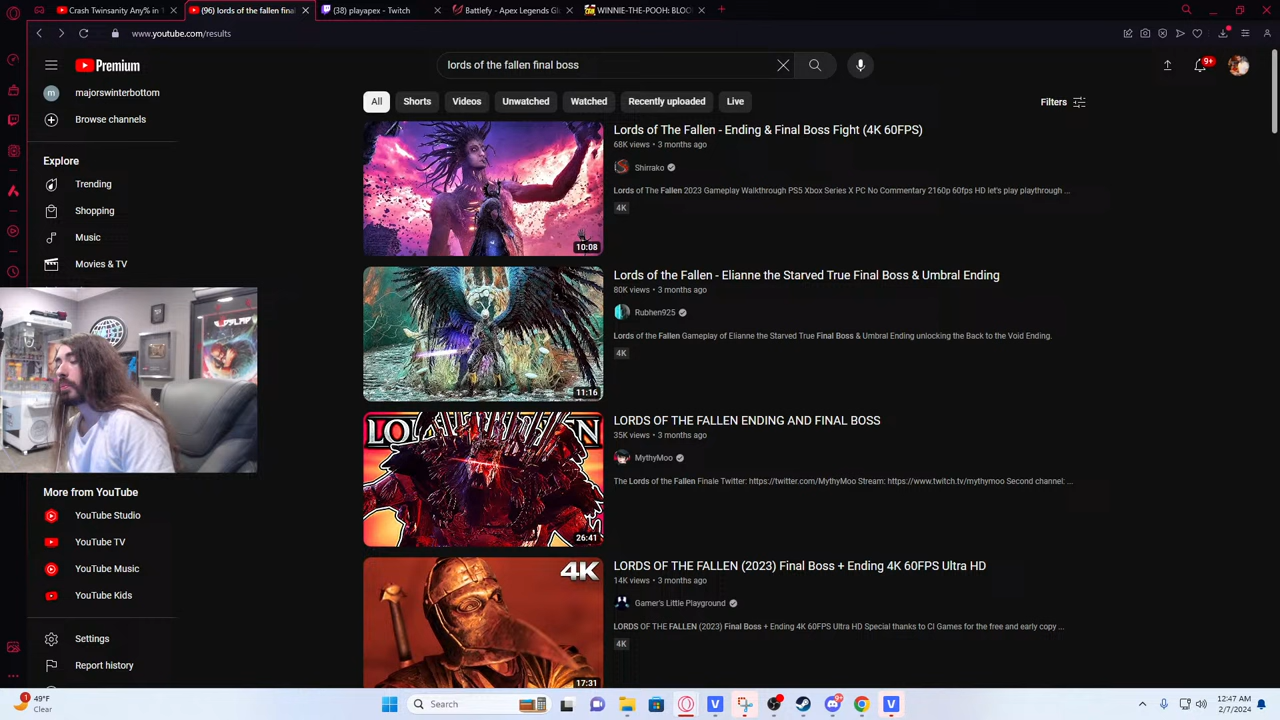 Crash Twinsanity Any% in 1
(96) lords of the fallen final
(38) playapex - Twitch
Battlefy - Apex Legends Gl
WINNIE-THE-POOH: BLOO
www.youtube.com/results
Premium
lords of the fallen final boss
9+
m
majorswinterbottom
Browse channels
Explore
Trending
Shopping
Music
Movies & TV
More from YouTube
YouTube Studio
YouTube TV
YouTube Music
YouTube Kids
Settings
Report history
All
Shorts
Videos
Unwatched
Watched
Recently uploaded
Live
Filters
10:08
Lords of The Fallen - Ending & Final Boss Fight (4K 60FPS)
68K views • 3 months ago
Shirrako
Lords of The Fallen 2023 Gameplay Walkthrough PS5 Xbox Series X PC No Commentary 2160p 60fps HD let's play playthrough ...
4K
11:16
Lords of the Fallen - Elianne the Starved True Final Boss & Umbral Ending
80K views • 3 months ago
Rubhen925
Lords of the Fallen Gameplay of Elianne the Starved True Final Boss & Umbral Ending unlocking the Back to the Void Ending.
4K
26:41
LORDS OF THE FALLEN ENDING AND FINAL BOSS
35K views • 3 months ago
MythyMoo
The Lords of the Fallen Finale Twitter: https://twitter.com/MythyMoo Stream: https://www.twitch.tv/mythymoo Second channel: ...
4K
17:31
LORDS OF THE FALLEN (2023) Final Boss + Ending 4K 60FPS Ultra HD
14K views • 3 months ago
Gamer's Little Playground
LORDS OF THE FALLEN (2023) Final Boss + Ending 4K 60FPS Ultra HD Special thanks to CI Games for the free and early copy ...
4K
1
49°F
Clear
Search
9+
12:47 AM
2/7/2024